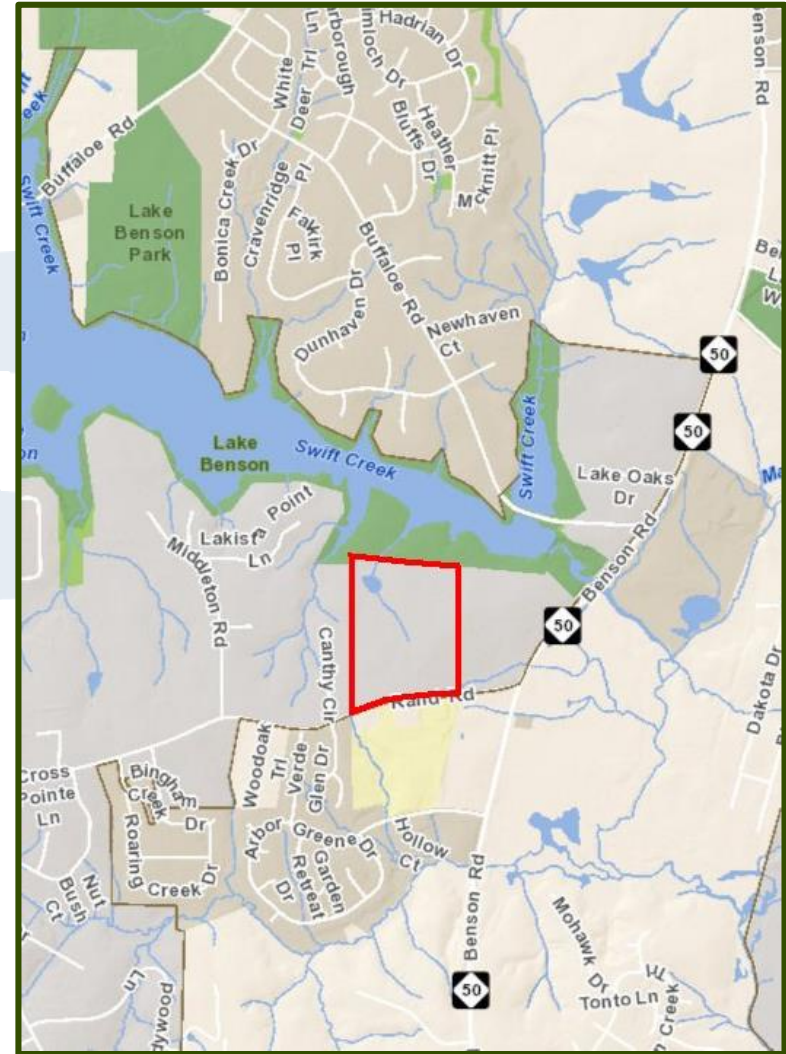 Hadrian Dr
Deer Trl
White
Heather
Bluffs Dr
Mcknitt Pl
Benson Rd
Swift Creek
Buffaloe Rd
Lake
Benson
Park
Bonica Creek Dr
Cravenridge
Pl
Falkirk
Pl
Buffaloe Rd
Dunhaven Dr
Newhaven
Ct
50
50
Swift Creek
Lake
Benson
Swift Creek
Lake Oaks
Dr
Lakista Point
Ln
Middleton Rd
Benson Rd
50
Canthy Cir
Rand Rd
Dakota Dr
Cross
Pointe
Ln
Bingham
Creek
Dr
Woodoak
Trl
Verde
Glen Dr
Roaring
Creek Dr
Arbor
Greene Dr
Hollow
Ct
Garden
Retreat
Dr
Nut
Bush
Ct
Benson Rd
Mohawk Dr
Tonto Ln
Creek
50
Ln